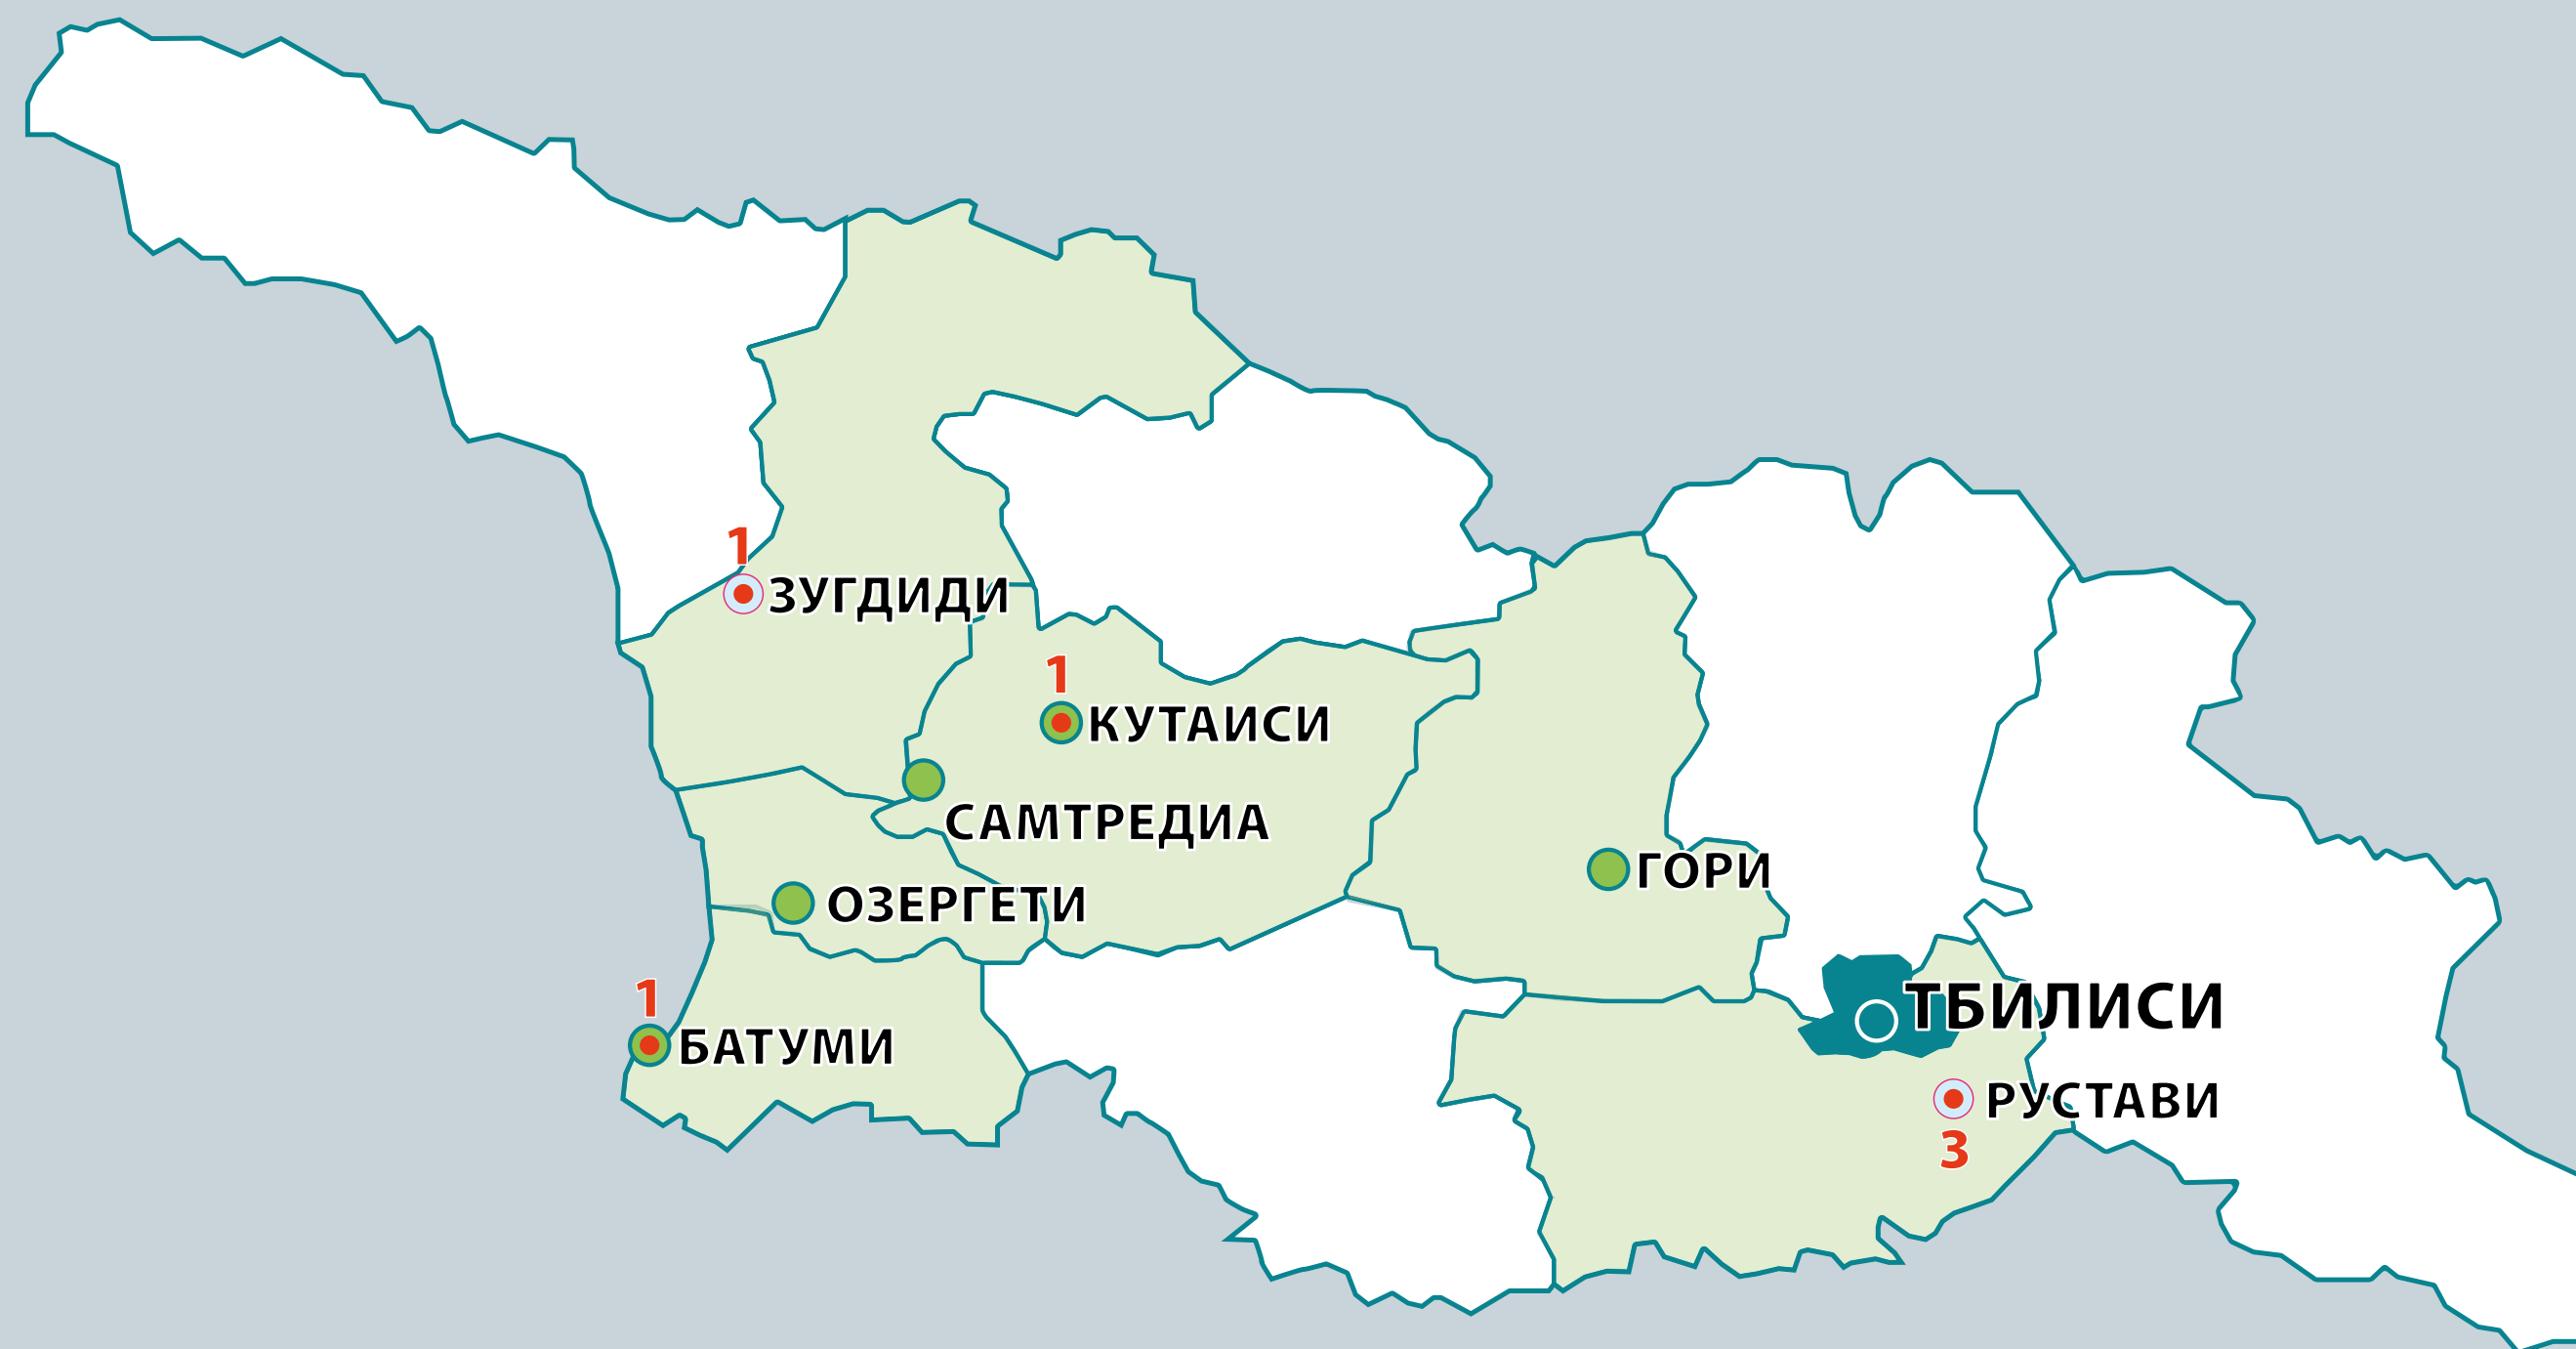 1
ЗУГДИДИ
1
КУТАИСИ
САМТРЕДИА
ГОРИ
ОЗЕРГЕТИ
1
БАТУМИ
ТБИЛИСИ
РУСТАВИ
3